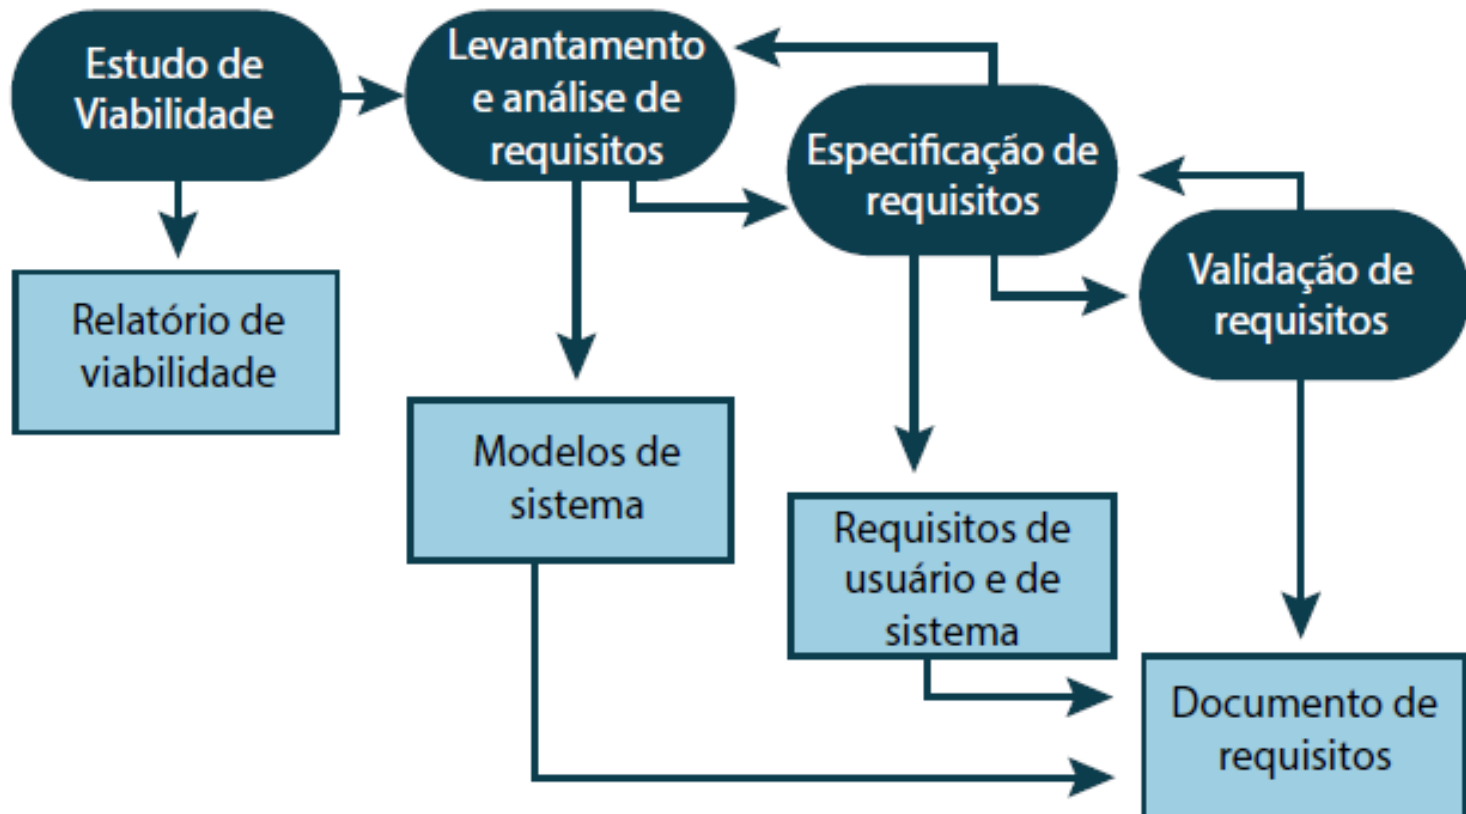 Estudo de
Viabilidade
Levantamento
e análise de
requisitos
Especificação de
requisitos
Validação de
requisitos
Relatório de
viabilidade
Modelos de
sistema
Requisitos de
usuário e de
sistema
Documento de
requisitos